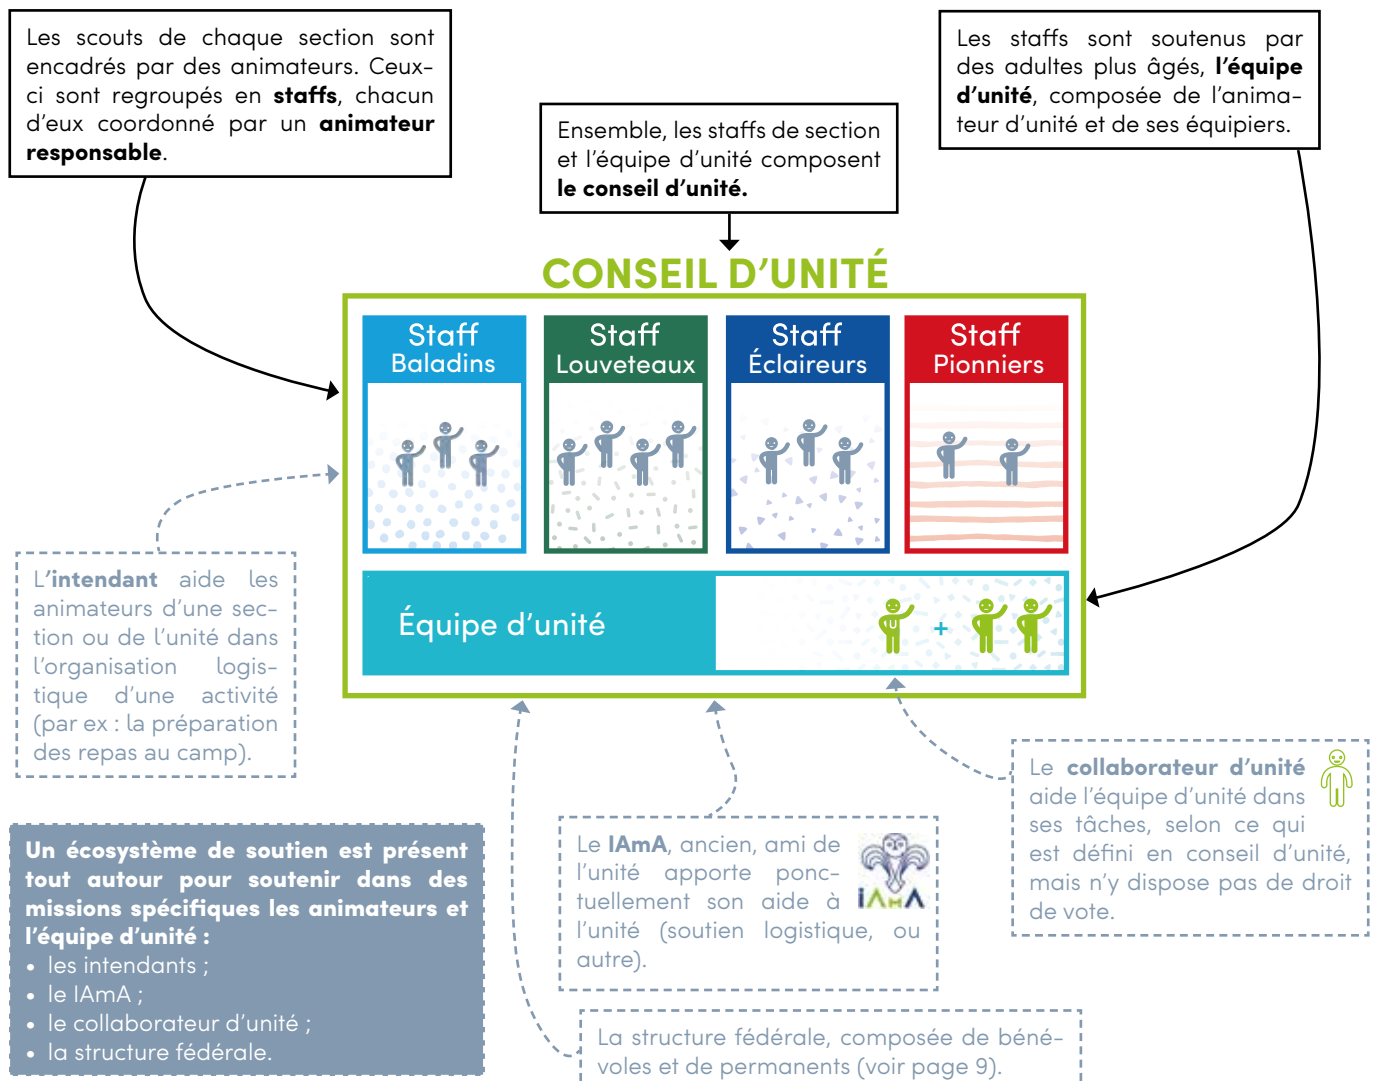 Les scouts de chaque section sont
encadrés par des animateurs. Ceux-
ci sont regroupés en staffs, chacun
d'eux coordonné par un animateur
responsable.
Ensemble, les staffs de section
et l'équipe d'unité composent
le conseil d'unité.
Les staffs sont soutenus par
des adultes plus âgés, l'équipe
d'unité, composée de l'anima-
teur d'unité et de ses équipiers.
CONSEIL D'UNITÉ
Staff
Baladins
Staff
Louveteaux
Staff
Éclaireurs
Staff
Pionniers
Équipe d'unité
U
+
L'intendant aide les
animateurs d'une sec-
tion ou de l'unité dans
l'organisation logis-
tique d'une activité
(par ex : la préparation
des repas au camp).
Un écosystème de soutien est présent
tout autour pour soutenir dans des
missions spécifiques les animateurs et
l'équipe d'unité :
• les intendants ;
• le IAmA ;
• le collaborateur d'unité ;
• la structure fédérale.
Le IAmA, ancien, ami de
l'unité apporte ponc-
tuellement son aide à
l'unité (soutien logistique, ou
autre).
iAmA
Le collaborateur d'unité
aide l'équipe d'unité dans
ses tâches, selon ce qui
est défini en conseil d'unité,
mais n'y dispose pas de droit
de vote.
La structure fédérale, composée de béné-
voles et de permanents (voir page 9).